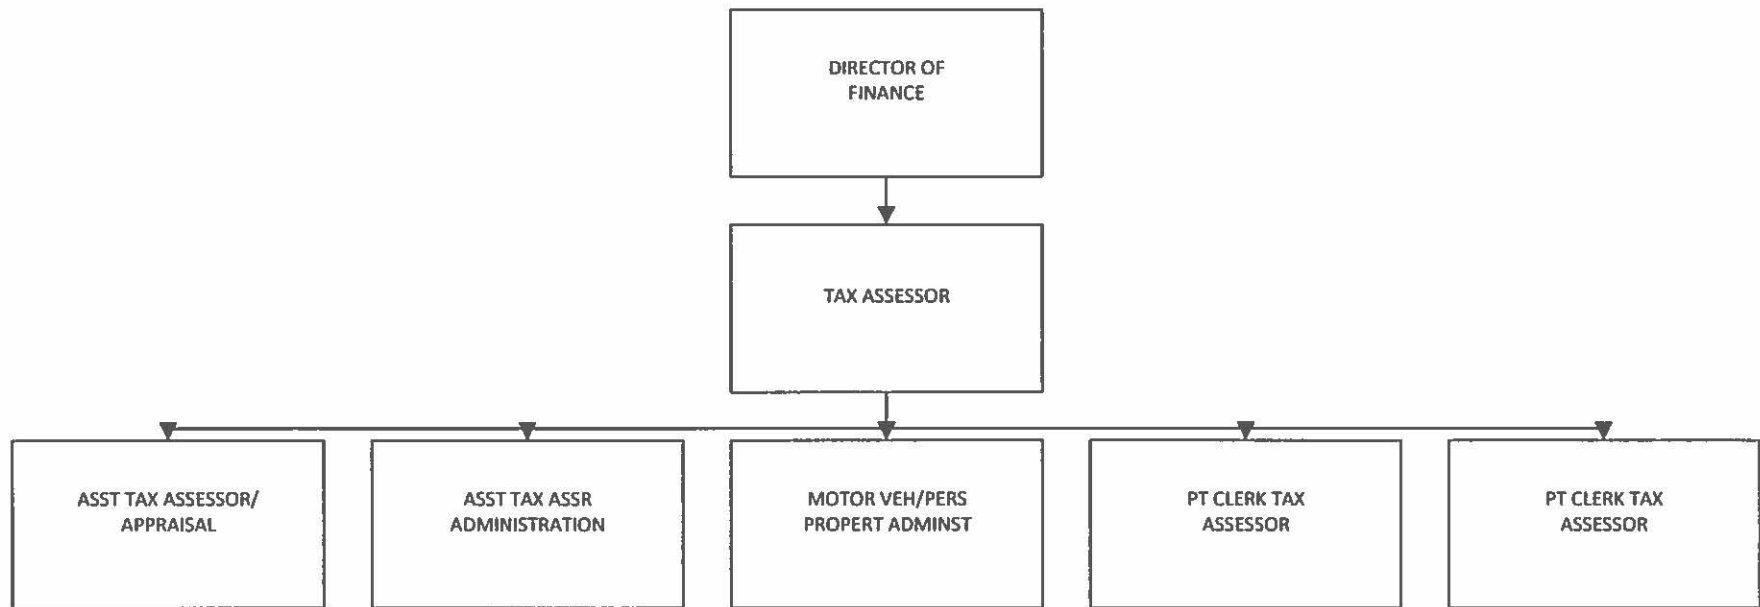 DIRECTOR OF
FINANCE
TAX ASSESSOR
ASST TAX ASSESSOR/
APPRAISAL
ASST TAX ASSR
ADMINISTRATION
MOTOR VEH/PERS
PROPERT ADMINST
PT CLERK TAX
ASSESSOR
PT CLERK TAX
ASSESSOR